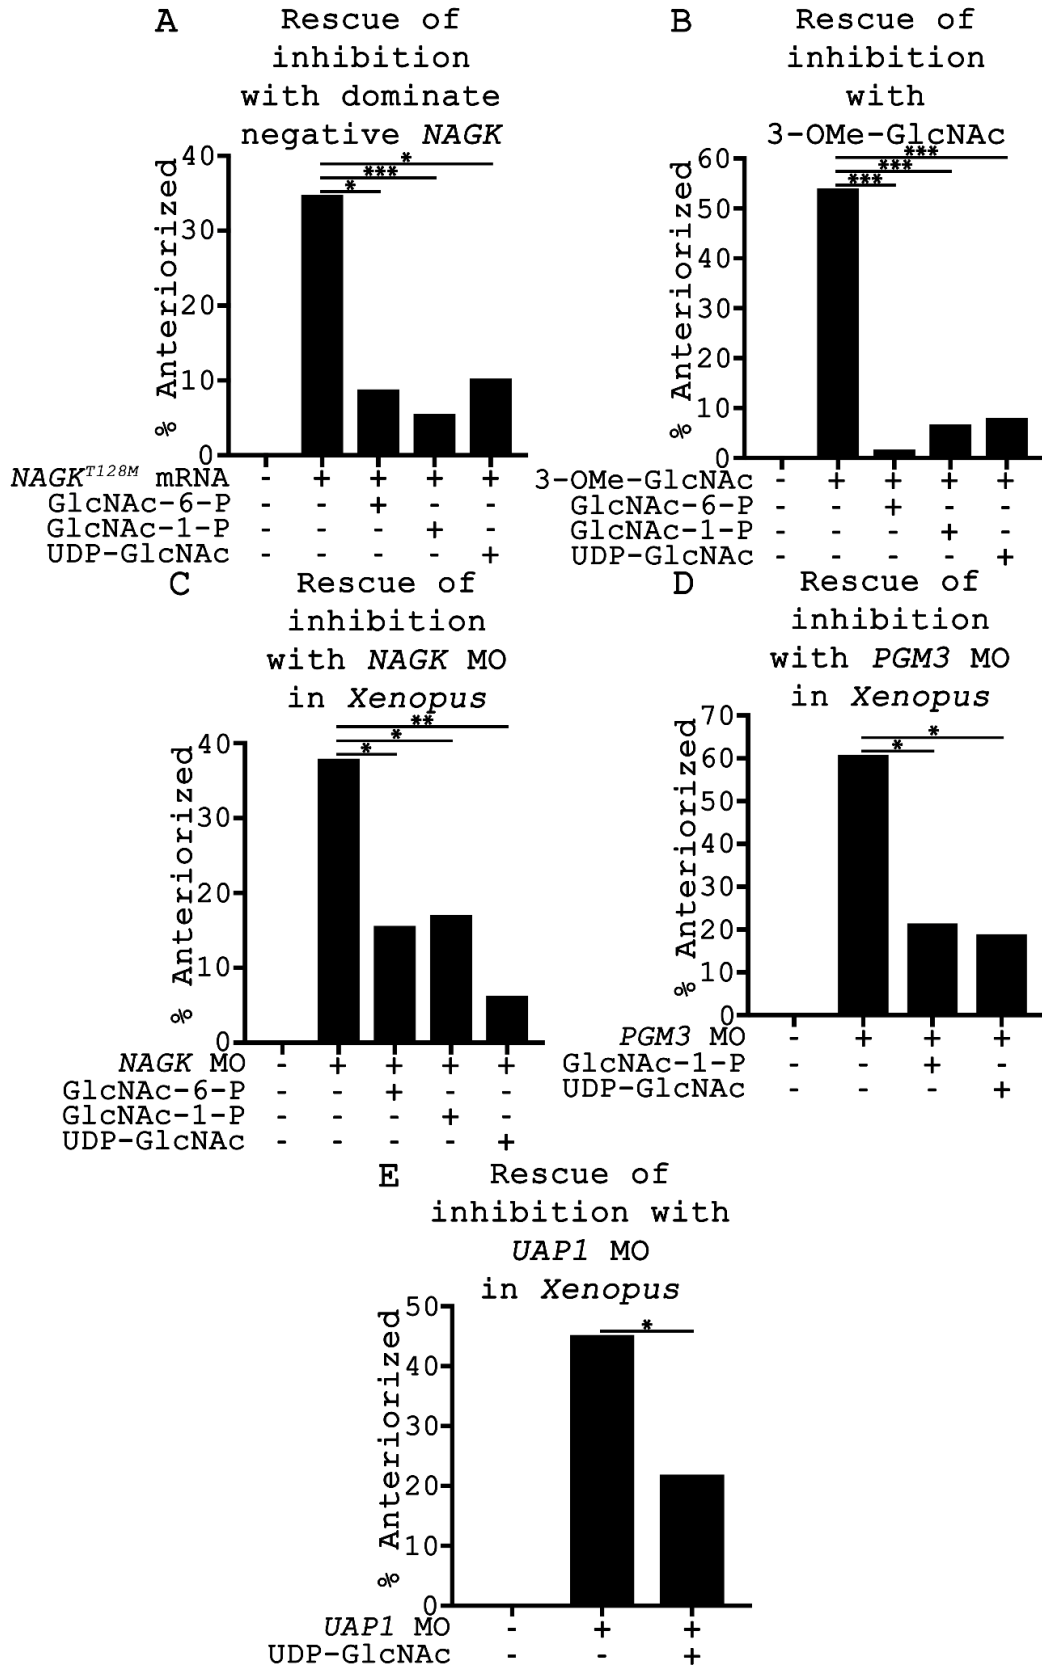 A
Rescue of
inhibition
with dominate
negative NAGK
***
*
***
*
% Anteriorized
40
30
20
10
0
NAGKT128M mRNA - + + + +
GlcNAc-6-P - - + - -
GlcNAc-1-P - - - + -
UDP-GlcNAc - - - - +
B
Rescue of
inhibition
with
3-OMe-GlcNAc
***
***
***
% Anteriorized
60
50
40
30
20
10
0
3-OMe-GlcNAc - + + + +
GlcNAc-6-P - - + - -
GlcNAc-1-P - - - + -
UDP-GlcNAc - - - - +
C
Rescue of
inhibition
with NAGK MO
in Xenopus
**
*
*
% Anteriorized
40
30
20
10
0
NAGK MO - + + + +
GlcNAc-6-P - - + - -
GlcNAc-1-P - - - + -
UDP-GlcNAc - - - - +
D
Rescue of
inhibition
with PGM3 MO
in Xenopus
*
*
% Anteriorized
70
60
50
40
30
20
10
0
PGM3 MO - + + +
GlcNAc-1-P - - + -
UDP-GlcNAc - - - +
E
Rescue of
inhibition with
UAP1 MO
in Xenopus
*
% Anteriorized
50
40
30
20
10
0
UAP1 MO - + +
UDP-GlcNAc - - +